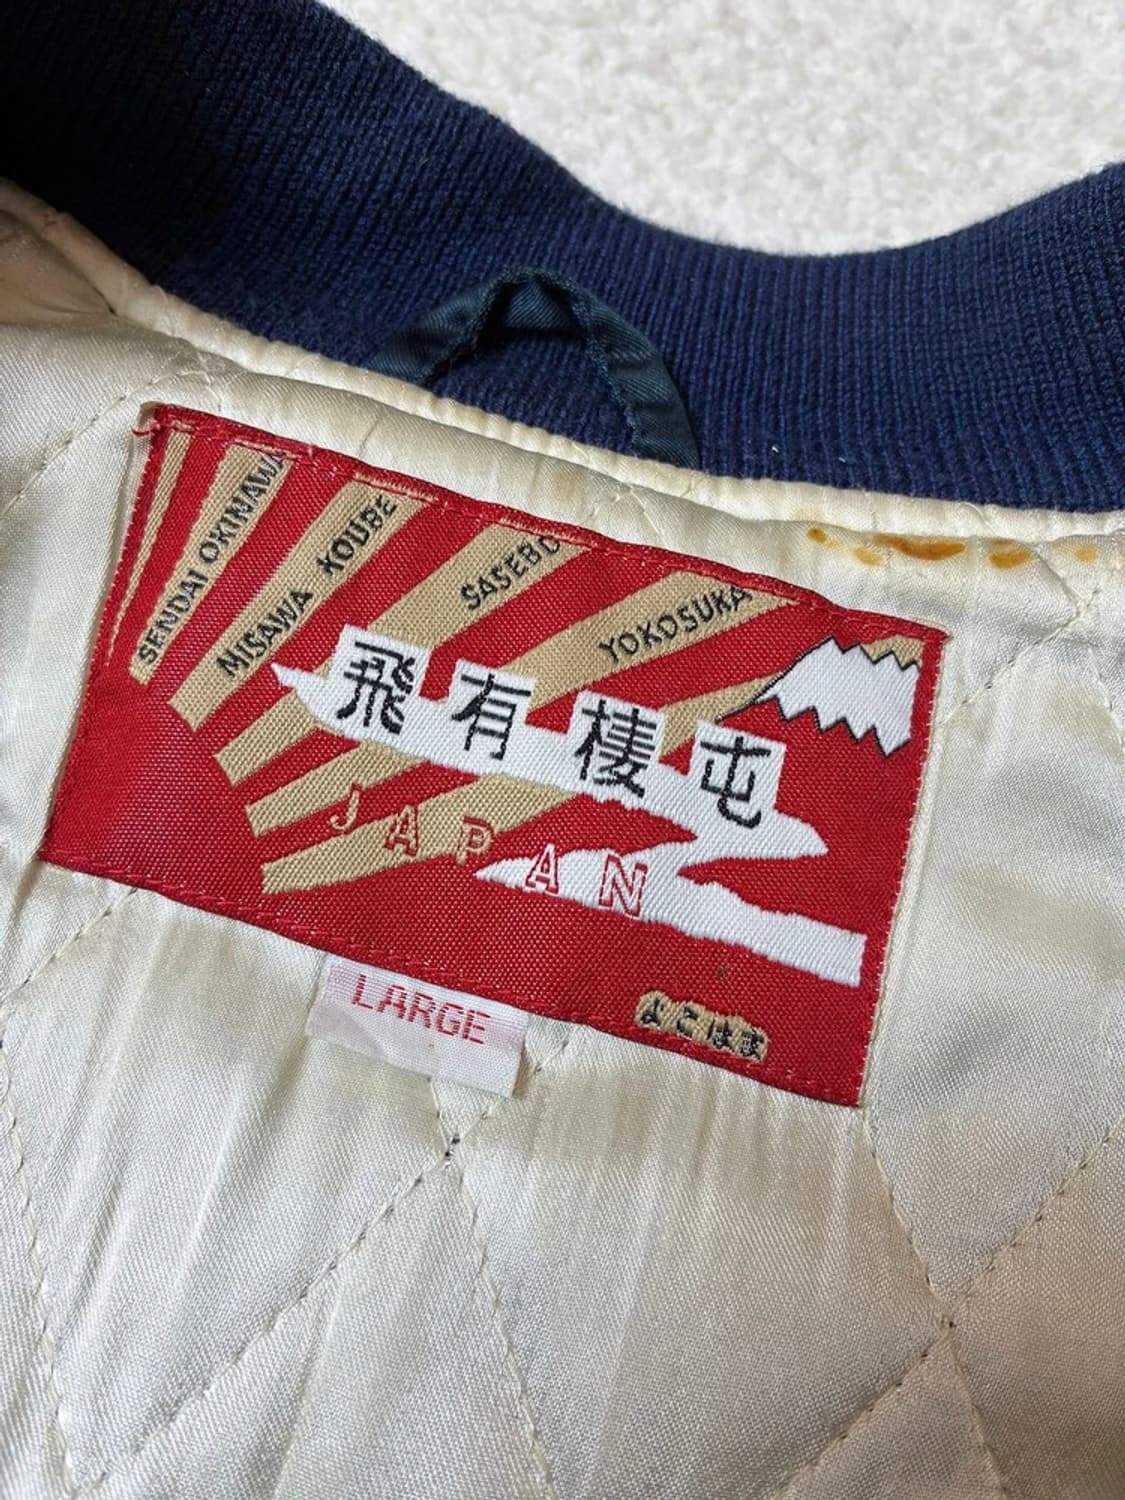 SENDAI OKINAWA
MISAWA KOUBE
SASEBO
YOKOSUKA
飛有棲屯
JAPAN
LARGE
よこはま